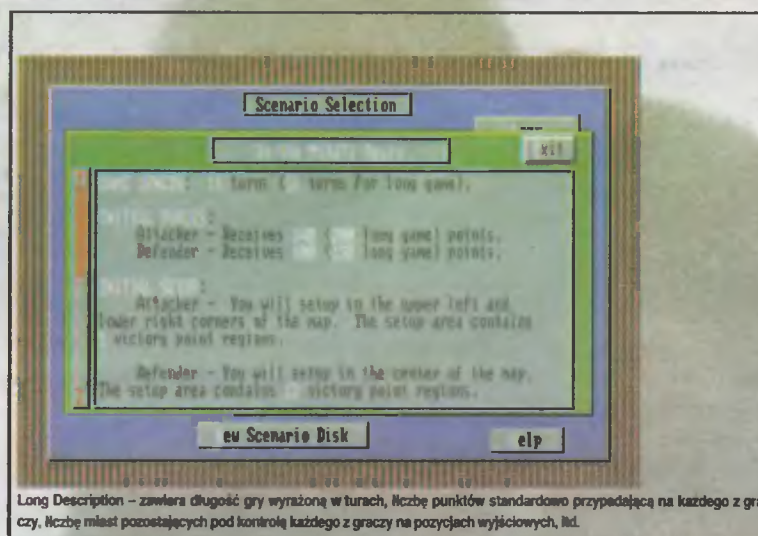 Scenario Selection
xit
turns ( turns for long game).
Attacker - Receives ( long game) points.
Defender - Receives ( long game) points.
Attacker - You will setup in the upper left and
lower right corners of the map. The setup area contains
victory point regions.
Defender - You will setup in the center of the map.
The setup area contains victory point regions.
ew Scenario Disk
elp
Long Description – zawiera długość gry wyrażoną w turach, liczbę punktów standardowo przypadającą na kazdego z gra
czy, liczbę miast pozostających pod kontrolą każdego z graczy na pozycjach wyjściowych, itd.